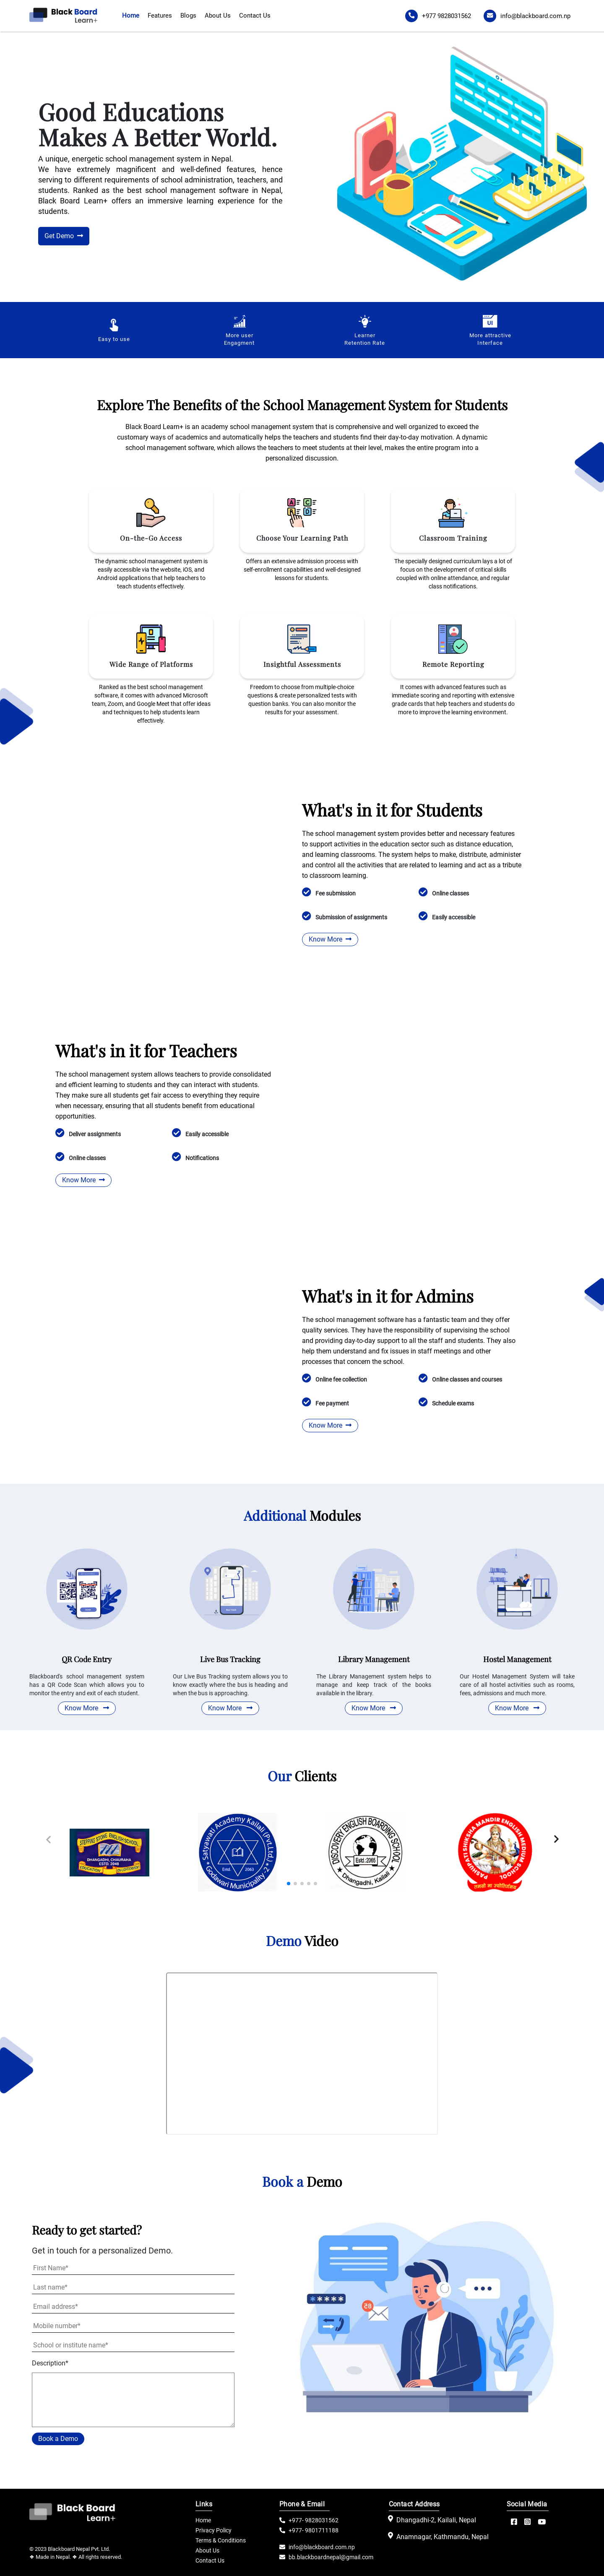 Black Board
Learn+
Home
Features
Blogs
About Us
Contact Us
+977 9828031562
info@blackboard.com.np
Good Educations
Makes A Better World.
A unique, energetic school management system in Nepal.
We have extremely magnificent and well-defined features, hence
serving to different requirements of school administration, teachers, and
students. Ranked as the best school management software in Nepal,
Black Board Learn+ offers an immersive learning experience for the
students.
Get Demo
Easy to use
More user
Engagment
Learner
Retention Rate
UI
More attractive
Interface
Explore The Benefits of the School Management System for Students
Black Board Learn+ is an academy school management system that is comprehensive and well organized to exceed the
customary ways of academics and automatically helps the teachers and students find their day-to-day motivation. A dynamic
school management software, which allows the teachers to meet students at their level, makes the entire program into a
personalized discussion.
On-the-Go Access
Choose Your Learning Path
Classroom Training
The dynamic school management system is
easily accessible via the website, iOS, and
Android applications that help teachers to
teach students effectively.
Offers an extensive admission process with
self-enrollment capabilities and well-designed
lessons for students.
The specially designed curriculum lays a lot of
focus on the development of critical skills
coupled with online attendance, and regular
class notifications.
Wide Range of Platforms
Insightful Assessments
Remote Reporting
Ranked as the best school management
software, it comes with advanced Microsoft
team, Zoom, and Google Meet that offer ideas
and techniques to help students learn
effectively.
Freedom to choose from multiple-choice
questions & create personalized tests with
question banks. You can also monitor the
results for your assessment.
It comes with advanced features such as
immediate scoring and reporting with extensive
grade cards that help teachers and students do
more to improve the learning environment.
What's in it for Students
The school management system provides better and necessary features
to support activities in the education sector such as distance education,
and learning classrooms. The system helps to make, distribute, administer
and control all the activities that are related to learning and act as a tribute
to classroom learning.
Fee submission
Online classes
Submission of assignments
Easily accessible
Know More
What's in it for Teachers
The school management system allows teachers to provide consolidated
and efficient learning to students and they can interact with students.
They make sure all students get fair access to everything they require
when necessary, ensuring that all students benefit from educational
opportunities.
Deliver assignments
Easily accessible
Online classes
Notifications
Know More
What's in it for Admins
The school management software has a fantastic team and they offer
quality services. They have the responsibility of supervising the school
and providing day-to-day support to all the staff and students. They also
help them understand and fix issues in staff meetings and other
processes that concern the school.
Online fee collection
Online classes and courses
Fee payment
Schedule exams
Know More
Additional Modules
QR Code Entry
Live Bus Tracking
Library Management
Hostel Management
Blackboard's school management system
has a QR Code Scan which allows you to
monitor the entry and exit of each student.
Our Live Bus Tracking system allows you to
know exactly where the bus is heading and
when the bus is approaching.
The Library Management system helps to
manage and keep track of the books
available in the library.
Our Hostel Management System will take
care of all hostel activities such as rooms,
fees, admissions and much more.
Know More
Know More
Know More
Know More
Our Clients
STEPPING STONE ENGLISH SCHOOL
DHANGADHI, CHAURAHA
ESTD. 2048
Satyawati Academy Kailali (Pvt.Ltd.)
Godawari Municipality-2
DISCOVERY ENGLISH BOARDING SCHOOL
Estd.:2065
Dhangadhi, Kailali
PASHUPATI SHIKSHA MANDIR ENGLISH MEDIUM SCHOOL
Demo Video
Book a Demo
Ready to get started?
Get in touch for a personalized Demo.
First Name*
Last name*
Email address*
Mobile number*
School or institute name*
Description*
Book a Demo
Black Board
Learn+
© 2023 Blackboard Nepal Pvt. Ltd.
❖ Made in Nepal. ❖ All rights reserved.
Links
Home
Privacy Policy
Terms & Conditions
About Us
Contact Us
Phone & Email
+977- 9828031562
+977- 9801711188
info@blackboard.com.np
bb.blackboardnepal@gmail.com
Contact Address
Dhangadhi-2, Kailali, Nepal
Anamnagar, Kathmandu, Nepal
Social Media